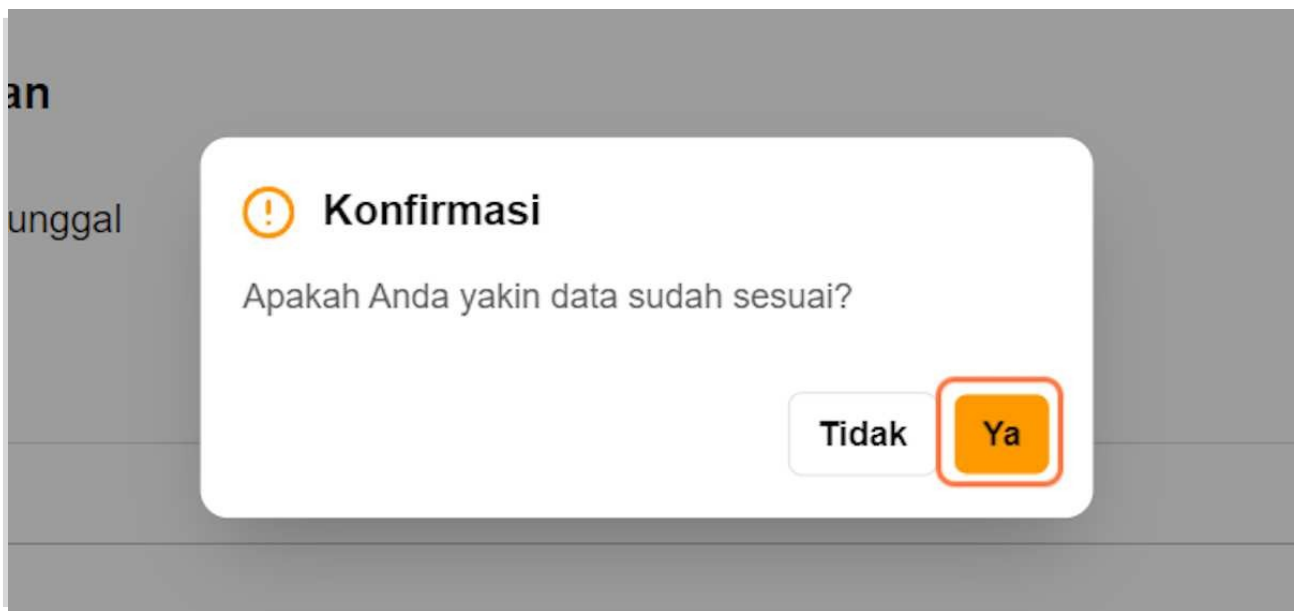 an
unggal
Konfirmasi
Apakah Anda yakin data sudah sesuai?
Tidak
Ya